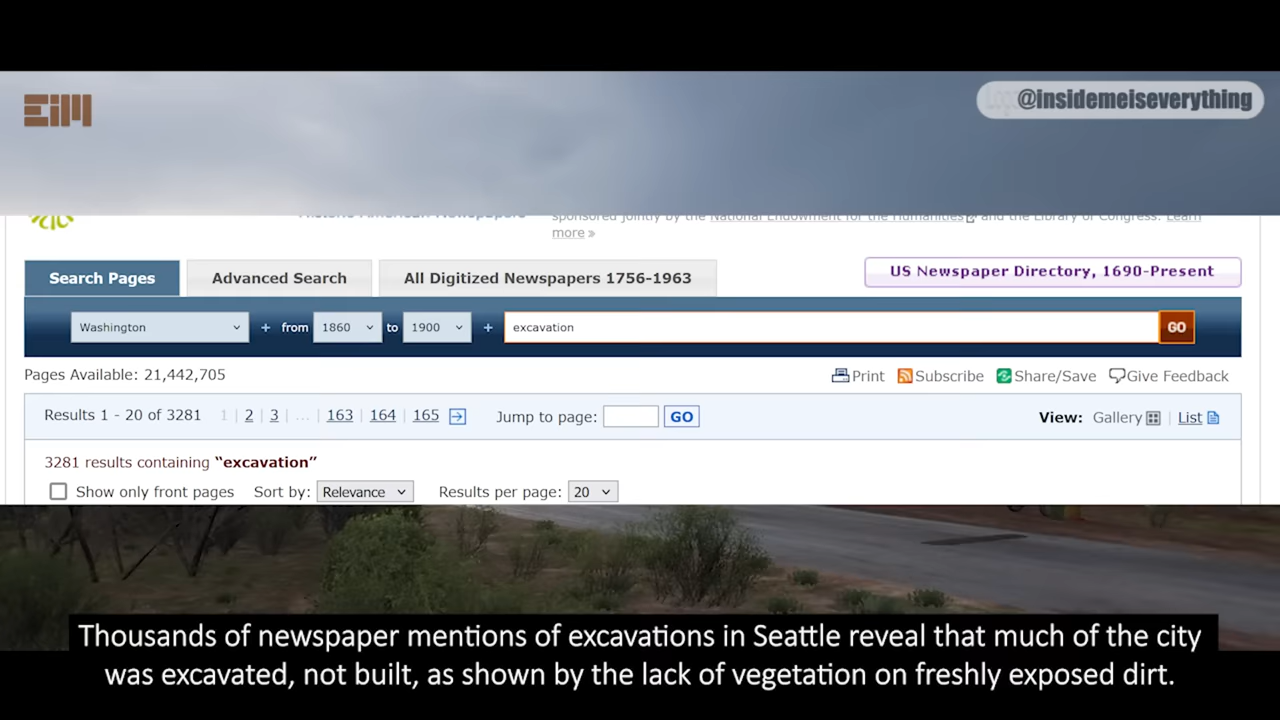 EiM
@insidemeiseverything
sponsored jointly by the National Endowment for the Humanities and the Library of Congress. Learn
more »
Search Pages
Advanced Search
All Digitized Newspapers 1756-1963
US Newspaper Directory, 1690-Present
Washington + from 1860 to 1900 + excavation GO
Pages Available: 21,442,705
Print Subscribe Share/Save Give Feedback
Results 1 - 20 of 3281 1 | 2 | 3 | ... | 163 | 164 | 165 Jump to page: GO View: Gallery | List
3281 results containing “excavation”
Show only front pages Sort by: Relevance Results per page: 20
Thousands of newspaper mentions of excavations in Seattle reveal that much of the city
was excavated, not built, as shown by the lack of vegetation on freshly exposed dirt.